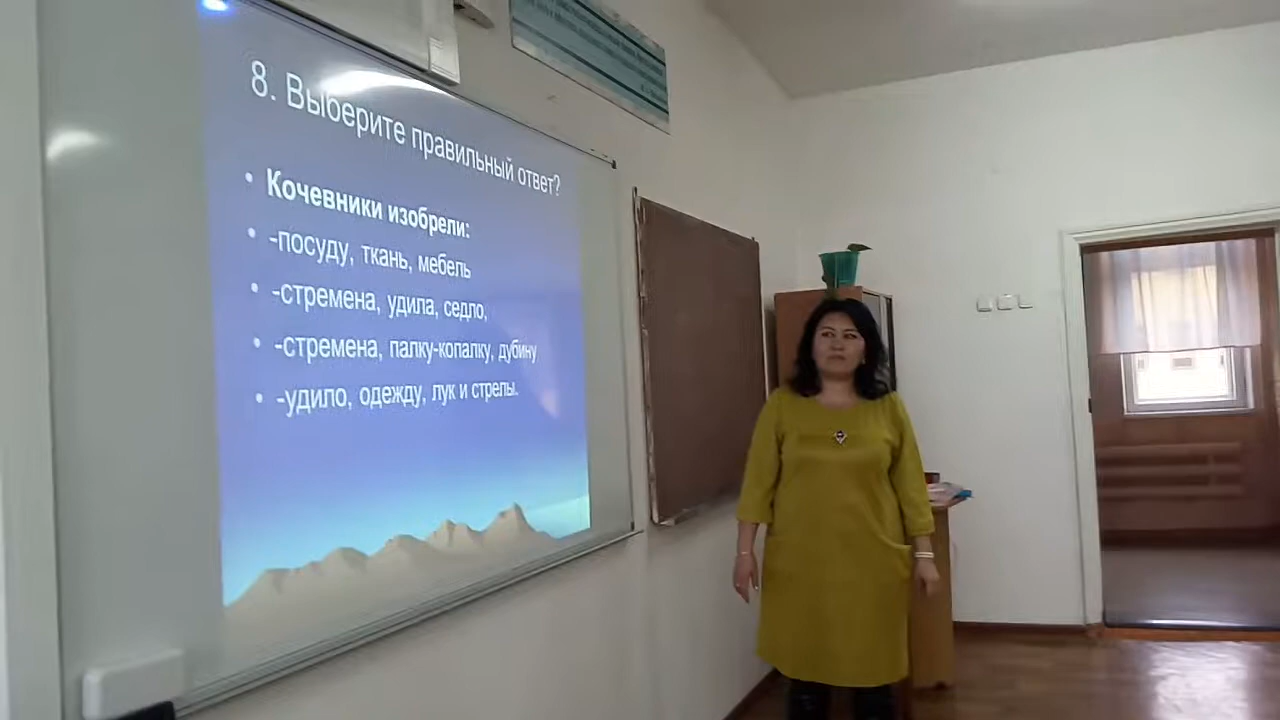 8. Выберите правильный ответ?
• Кочевники изобрели:
• -посуду, ткань, мебель
• -стремена, удила, седло,
• -стремена, палку-копалку, дубину
• -удило, одежду, лук и стрелы.